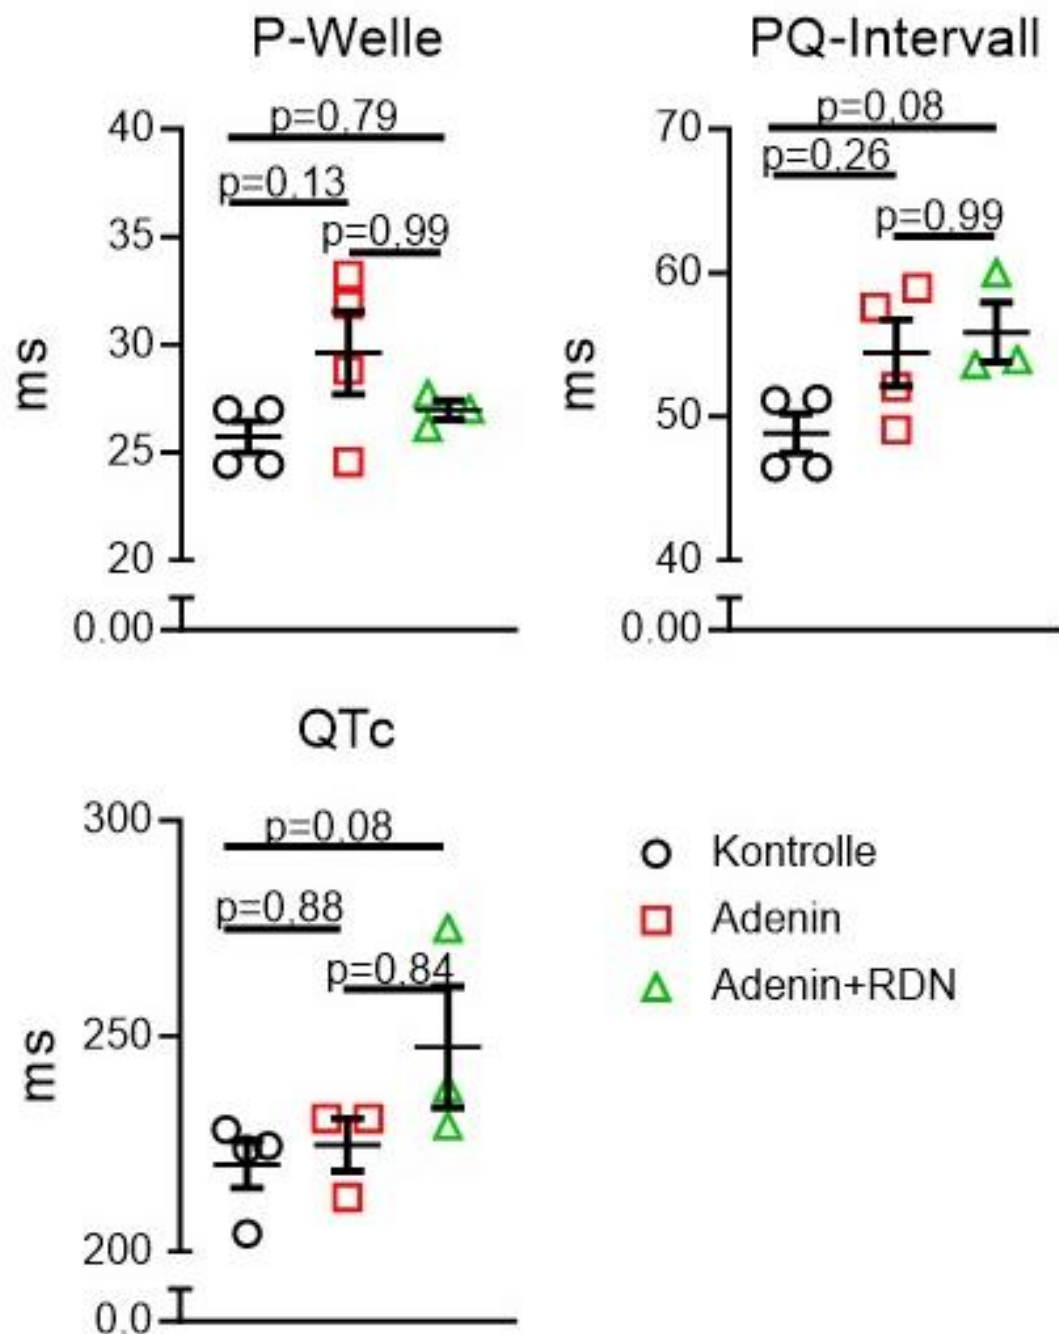 P-Welle
p=0.79
40
p=0.13
35
p=0.99
ms
30
25
20
0.00
PQ-Intervall
p=0.08
70
p=0.26
p=0.99
60
ms
50
40
0.00
QTc
300
p=0.08
p=0.88
p=0.84
250
ms
200
0.0
Kontrolle
Adenin
Adenin+RDN